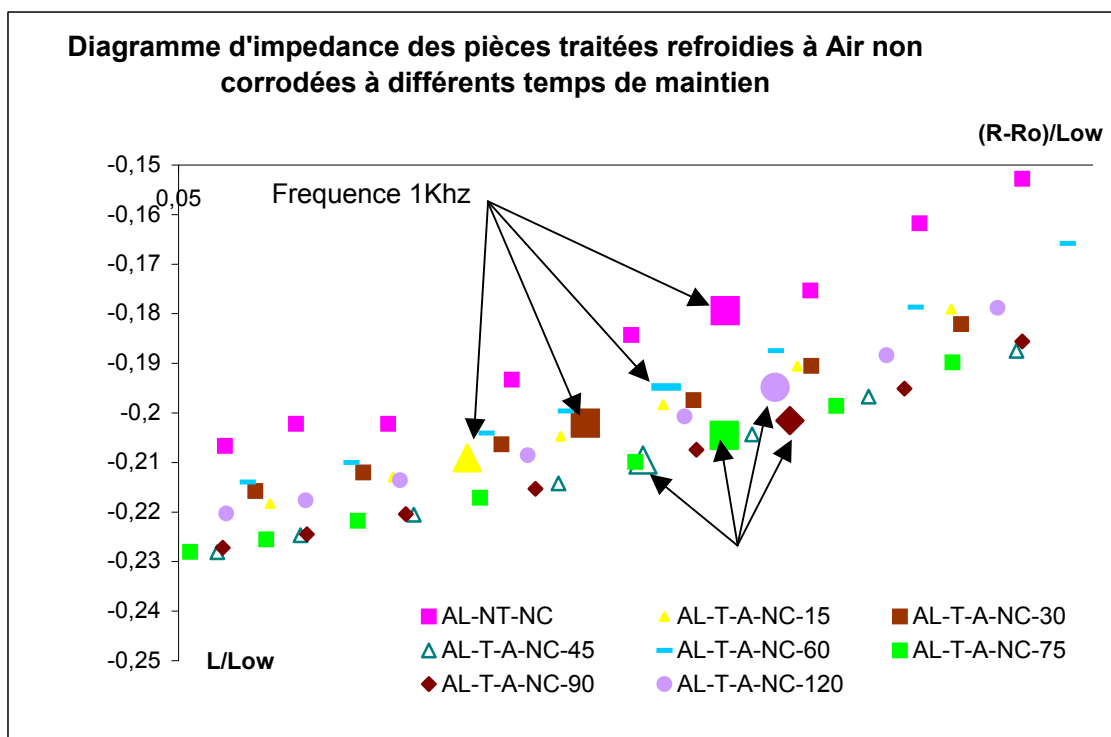 Diagramme d'impedance des pièces traitées refroidies à Air non
corrodées à différents temps de maintien
(R-Ro)/Low
-0,15
0,05
Frequence 1Khz
-0,16
-0,17
-0,18
-0,19
-0,2
-0,21
-0,22
-0,23
-0,24
-0,25
L/Low
AL-NT-NC AL-T-A-NC-15 AL-T-A-NC-30
AL-T-A-NC-45 AL-T-A-NC-60 AL-T-A-NC-75
AL-T-A-NC-90 AL-T-A-NC-120